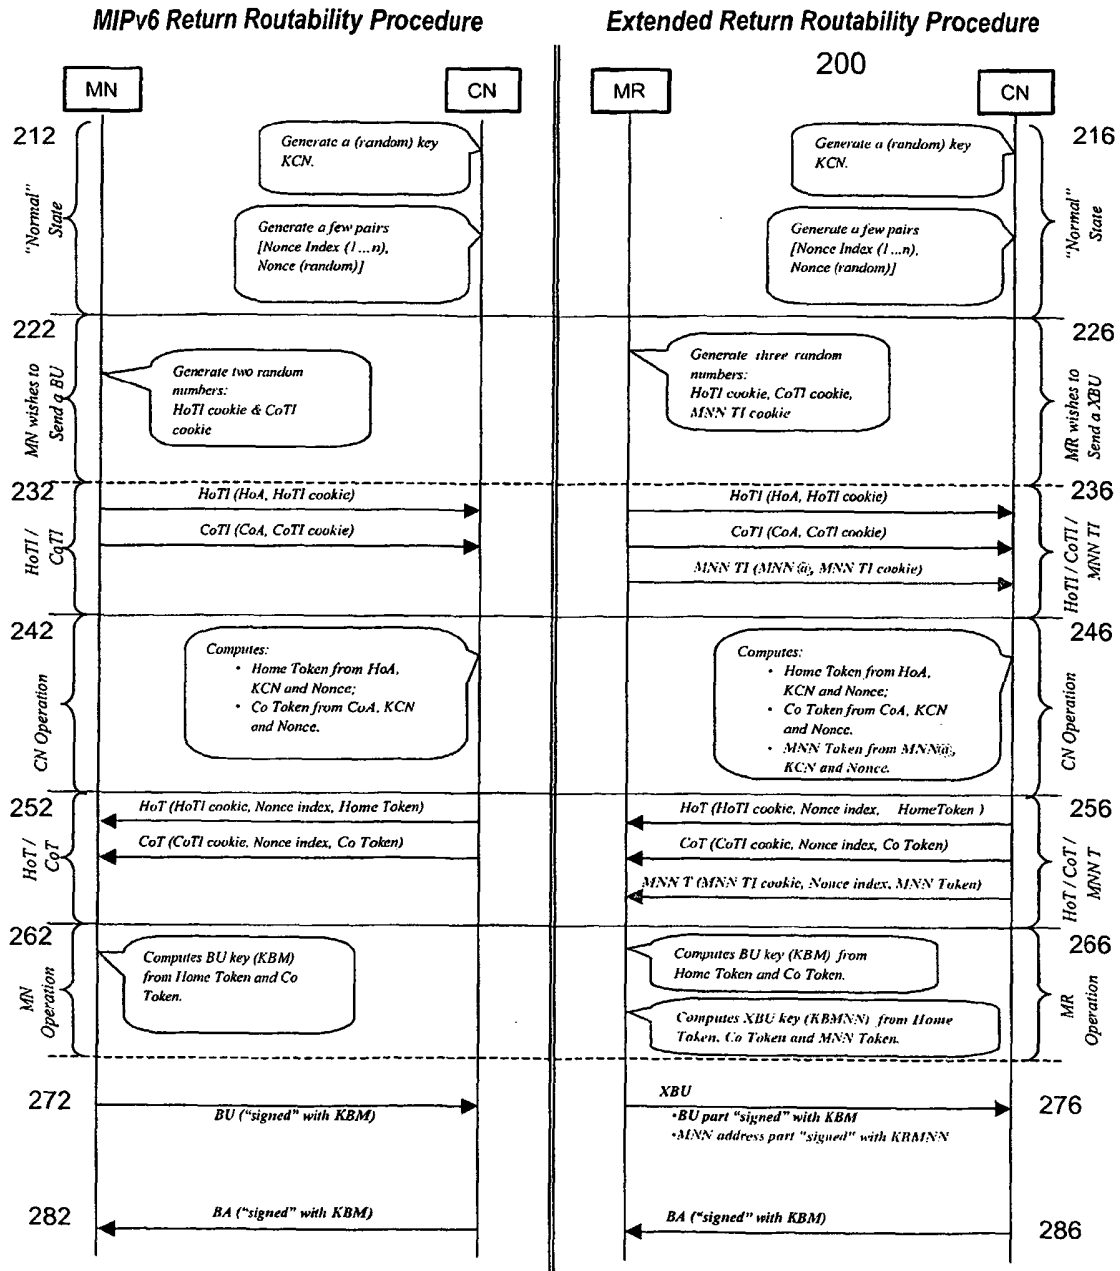 MIPv6 Return Routability Procedure
Extended Return Routability Procedure
200
MN
CN
MR
CN
212
"Normal"
State
Generate a (random) key
KCN.
Generate a few pairs
[Nonce Index (1...n),
Nonce (random)]
Generate a (random) key
KCN.
Generate a few pairs
[Nonce Index (1...n),
Nonce (random)]
216
"Normal"
State
222
MN wishes to
Send a BU
Generate two random
numbers:
HoTI cookie & CoTI
cookie
Generate three random
numbers:
HoTI cookie, CoTI cookie,
MNN TI cookie
226
MR wishes to
Send a XBU
232
HoTI /
CoTI
HoTI (HoA, HoTI cookie)
CoTI (CoA, CoTI cookie)
HoTI (HoA, HoTI cookie)
CoTI (CoA, CoTI cookie)
MNN TI (MNN@, MNN TI cookie)
236
HoTI / CoTI /
MNN TI
242
CN Operation
Computes:
• Home Token from HoA,
KCN and Nonce;
• Co Token from CoA, KCN
and Nonce.
Computes:
• Home Token from HoA,
KCN and Nonce;
• Co Token from CoA, KCN
and Nonce.
• MNN Token from MNN@,
KCN and Nonce.
246
CN Operation
252
HoT /
CoT
HoT (HoTI cookie, Nonce index, Home Token)
CoT (CoTI cookie, Nonce index, Co Token)
HoT (HoTI cookie, Nonce index, HomeToken )
CoT (CoTI cookie, Nonce index, Co Token)
MNN T (MNN TI cookie, Nonce index, MNN Token)
256
HoT / CoT /
MNN T
262
MN
Operation
Computes BU key (KBM)
from Home Token and Co
Token.
Computes BU key (KBM) from
Home Token and Co Token.
Computes XBU key (KBMNN) from Home
Token, Co Token and MNN Token.
266
MR
Operation
272
BU ("signed" with KBM)
XBU
•BU part "signed" with KBM
•MNN address part "signed" with KBMNN
276
282
BA ("signed" with KBM)
BA ("signed" with KBM)
286